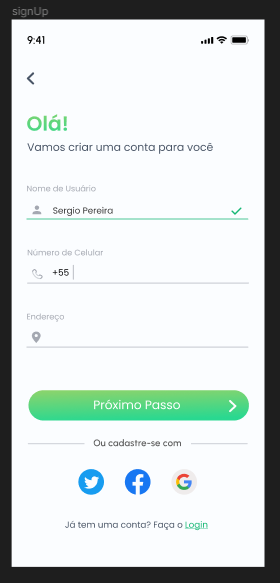 signUp
9:41
Olá!
Vamos criar uma conta para você
Nome de Usuário
Sergio Pereira
Número de Celular
+55
Endereço
Próximo Passo
Ou cadastre-se com
Já tem uma conta? Faça o Login